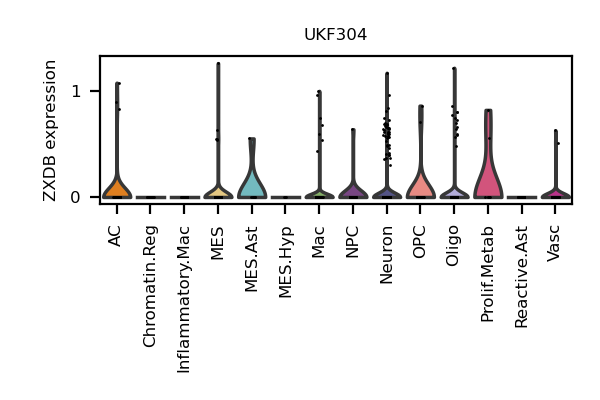 UKF304
ZXDB expression
1
0
AC
Chromatin.Reg
Inflammatory.Mac
MES
MES.Ast
MES.Hyp
Mac
NPC
Neuron
OPC
Oligo
Prolif.Metab
Reactive.Ast
Vasc